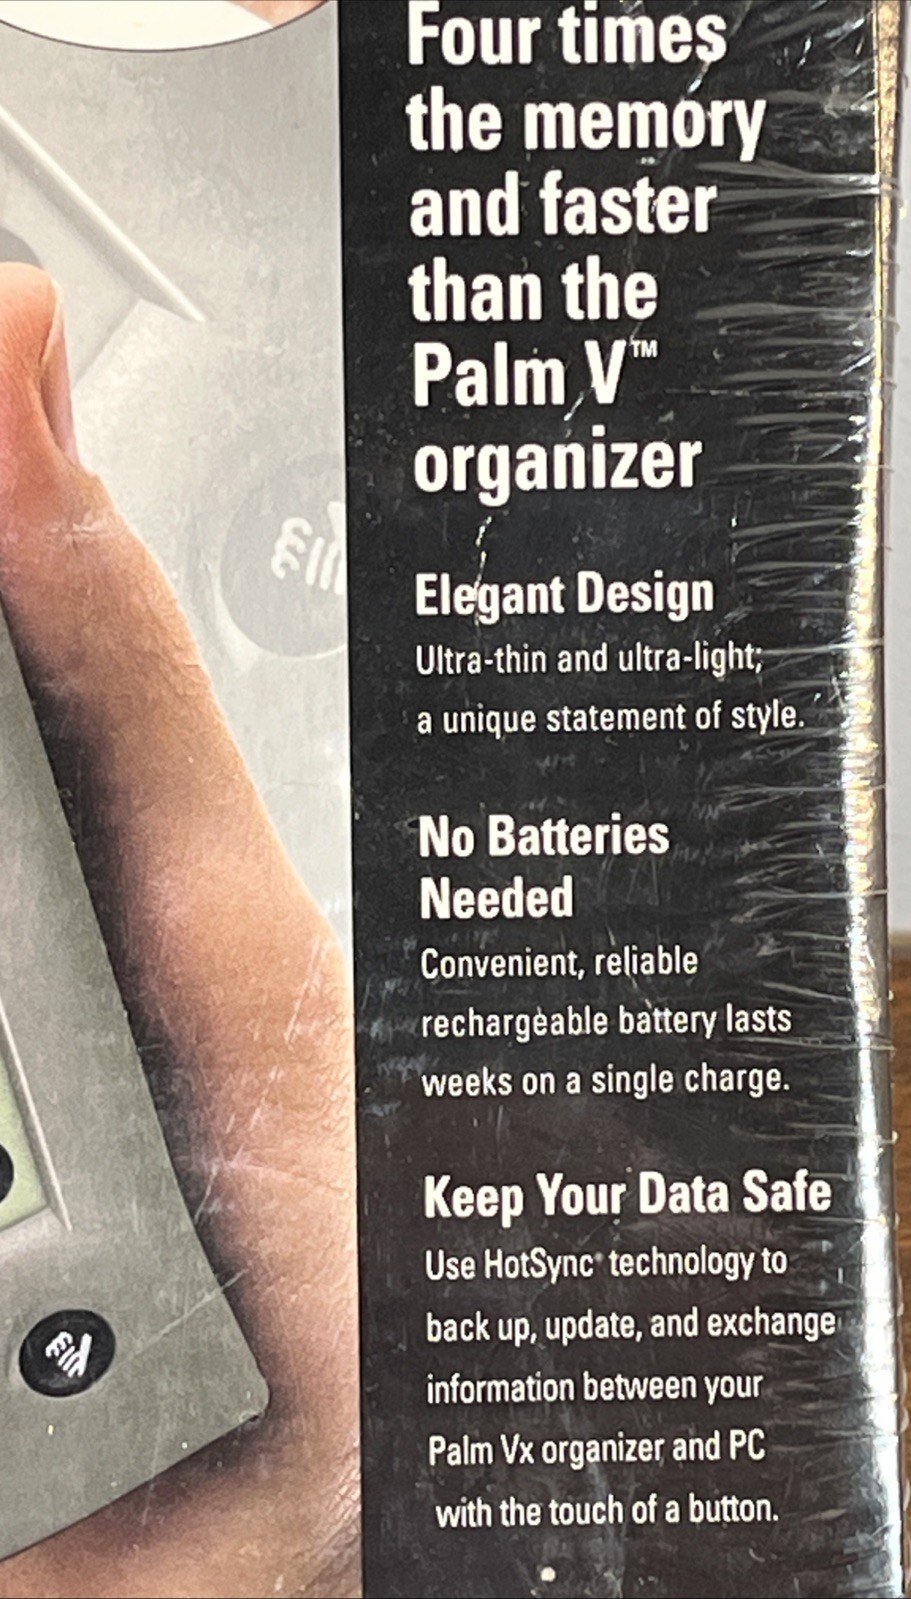 Four times
the memory
and faster
than the
Palm V™
organizer
Elegant Design
Ultra-thin and ultra-light;
a unique statement of style.
No Batteries
Needed
Convenient, reliable
rechargeable battery lasts
weeks on a single charge.
Keep Your Data Safe
Use HotSync® technology to
back up, update, and exchange
information between your
Palm Vx organizer and PC
with the touch of a button.